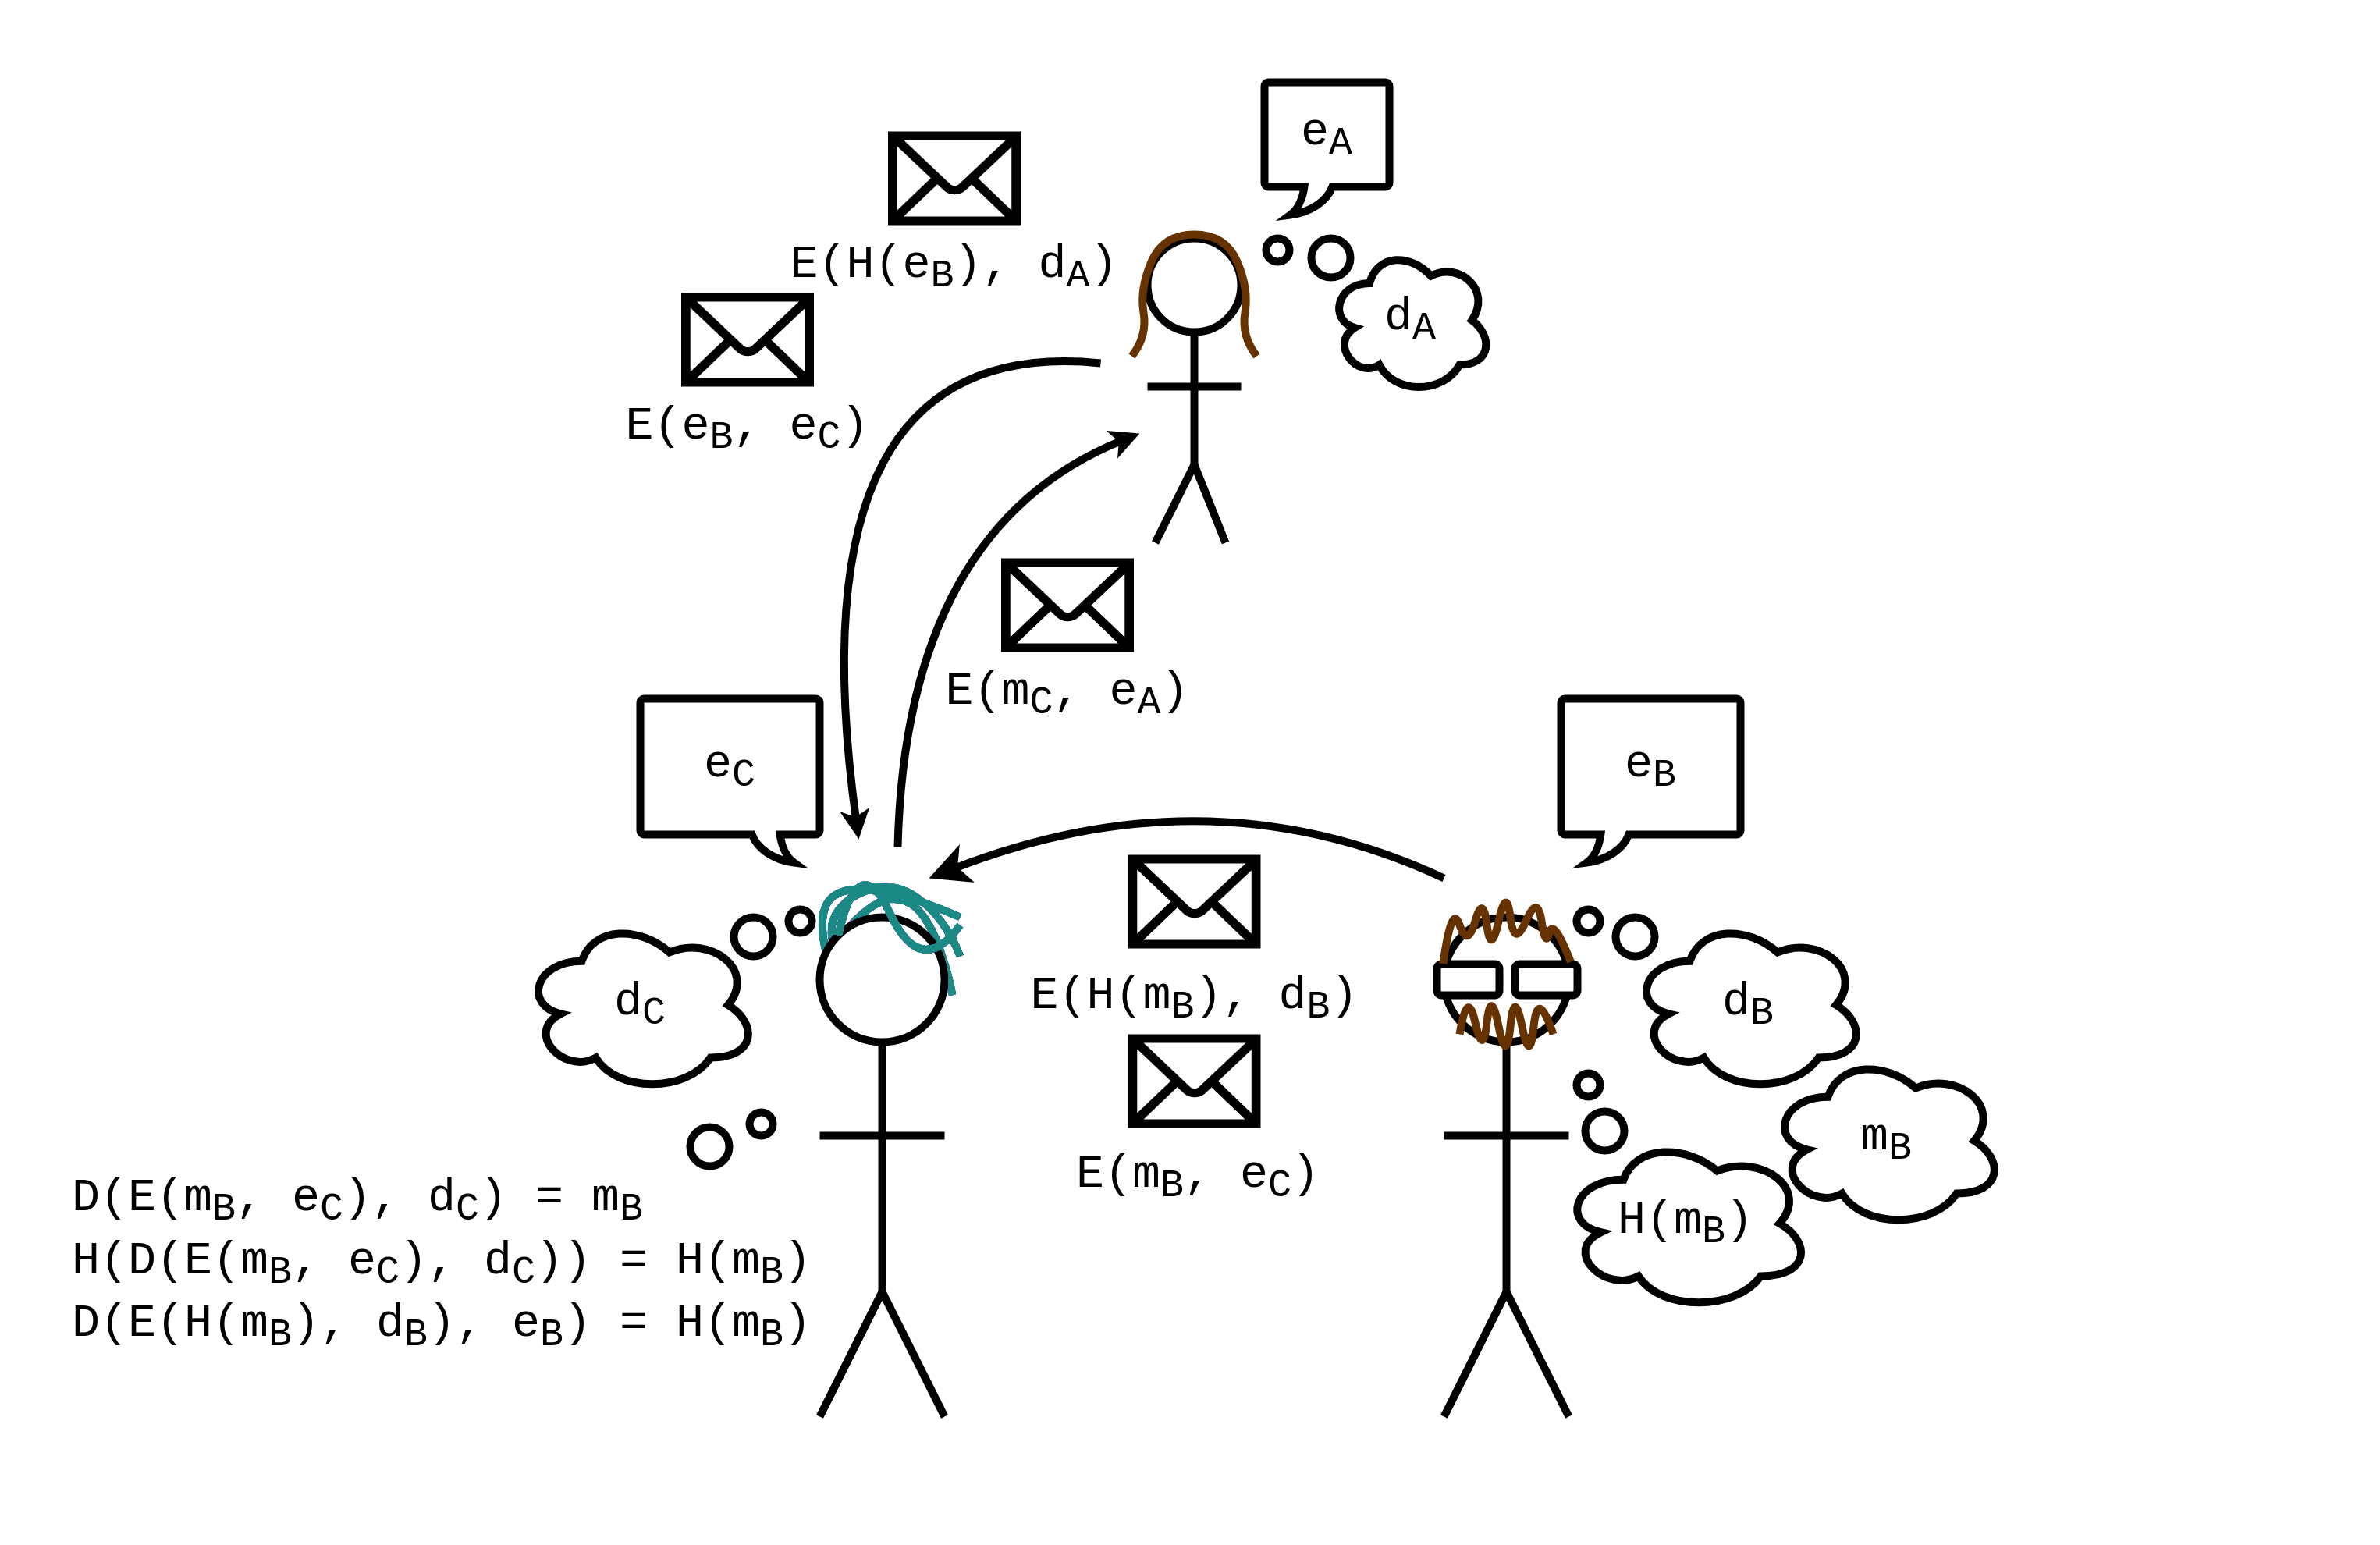 e_A
E(H(e_B), d_A)
d_A
E(e_B, e_C)
E(m_C, e_A)
e_C
e_B
d_C
E(H(m_B), d_B)
d_B
m_B
E(m_B, e_C)
H(m_B)
D(E(m_B, e_C), d_C) = m_B
H(D(E(m_B, e_C), d_C)) = H(m_B)
D(E(H(m_B), d_B), e_B) = H(m_B)